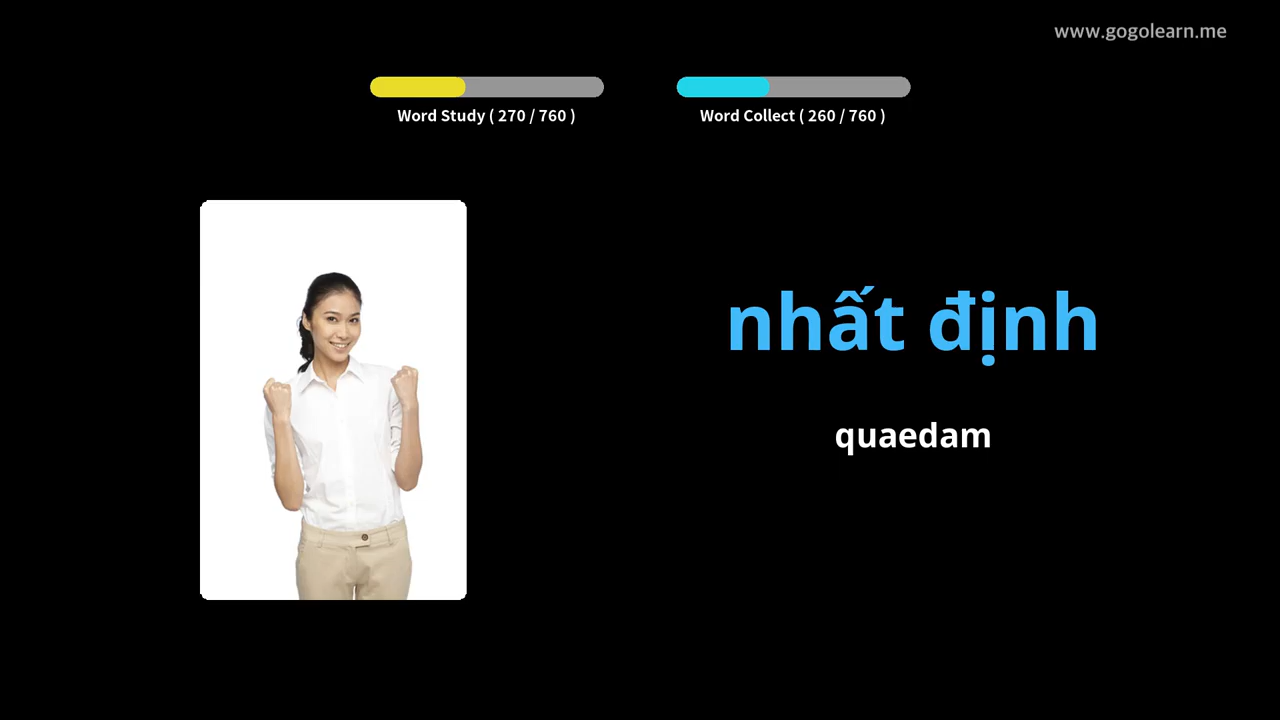 www.gogolearn.me
Word Study ( 270 / 760 )
Word Collect ( 260 / 760 )
nhất định
quaedam